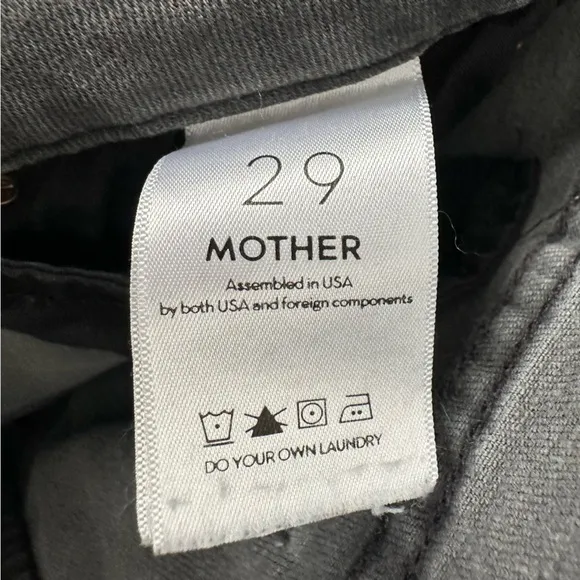 29
MOTHER
Assembled in USA
by both USA and foreign components
DO YOUR OWN LAUNDRY